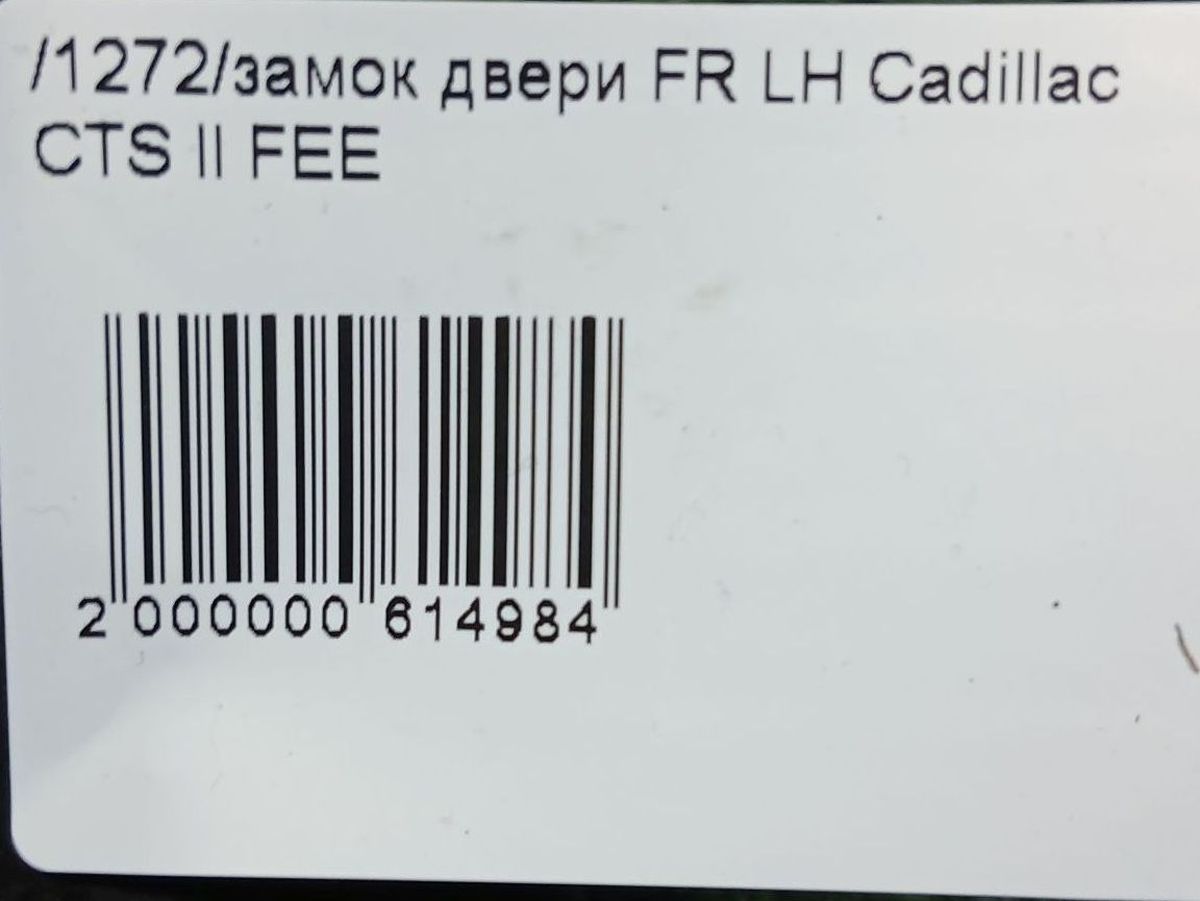 /1272/замок двери FR LH Cadillac
CTS II FEE
2 000000 614984